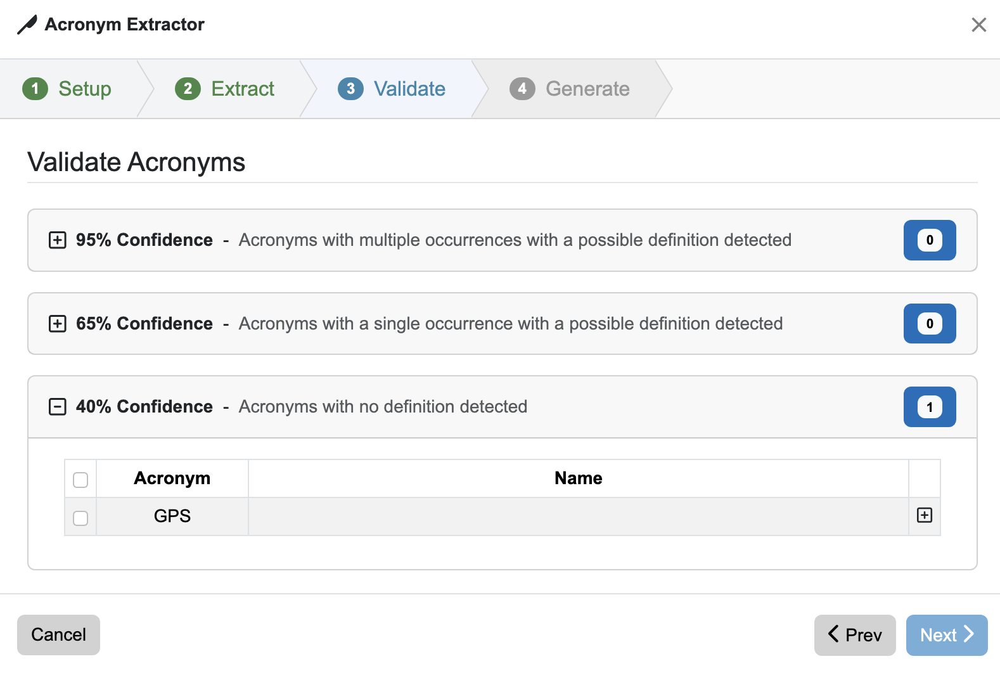 Acronym Extractor
1 Setup 2 Extract 3 Validate 4 Generate
Validate Acronyms
95% Confidence - Acronyms with multiple occurrences with a possible definition detected 0
65% Confidence - Acronyms with a single occurrence with a possible definition detected 0
40% Confidence - Acronyms with no definition detected 1
Acronym Name
GPS
Cancel Prev Next